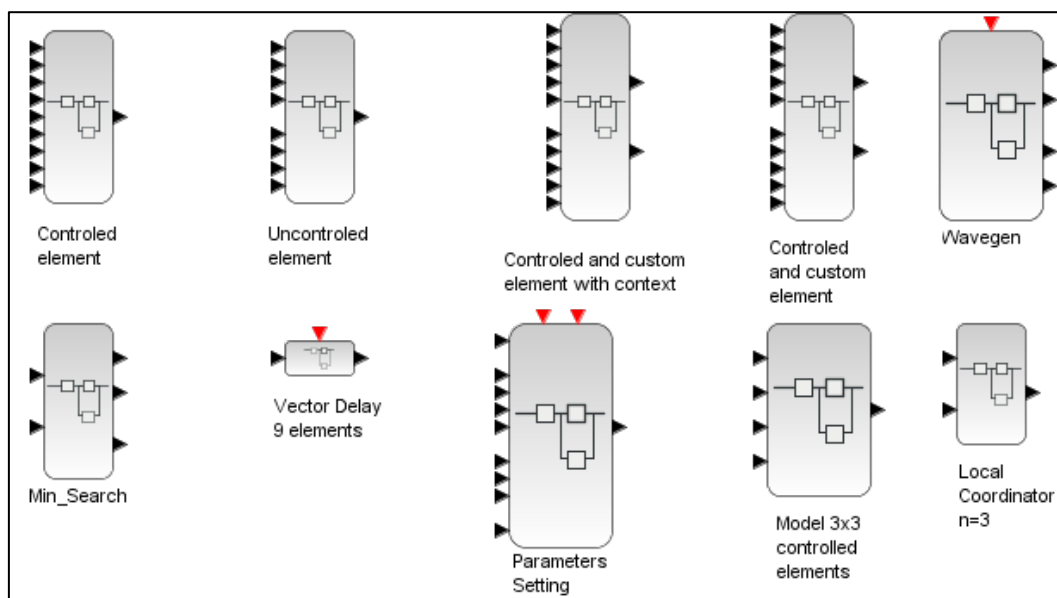 Controled
element
Uncontroled
element
Controled and custom
element with context
Controled
and custom
element
Wavegen
Min_Search
Vector Delay
9 elements
Parameters
Setting
Model 3x3
controlled
elements
Local
Coordinator
n=3